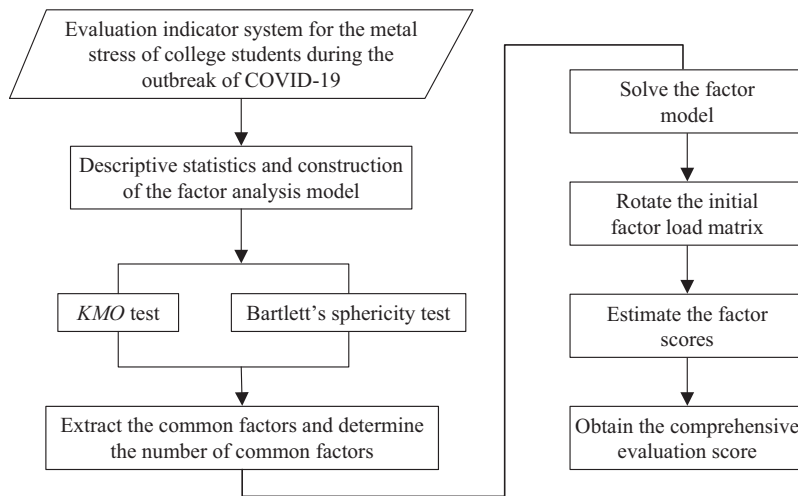 Evaluation indicator system for the metal
stress of college students during the
outbreak of COVID-19
Descriptive statistics and construction
of the factor analysis model
KMO test
Bartlett’s sphericity test
Extract the common factors and determine
the number of common factors
Solve the factor
model
Rotate the initial
factor load matrix
Estimate the factor
scores
Obtain the comprehensive
evaluation score